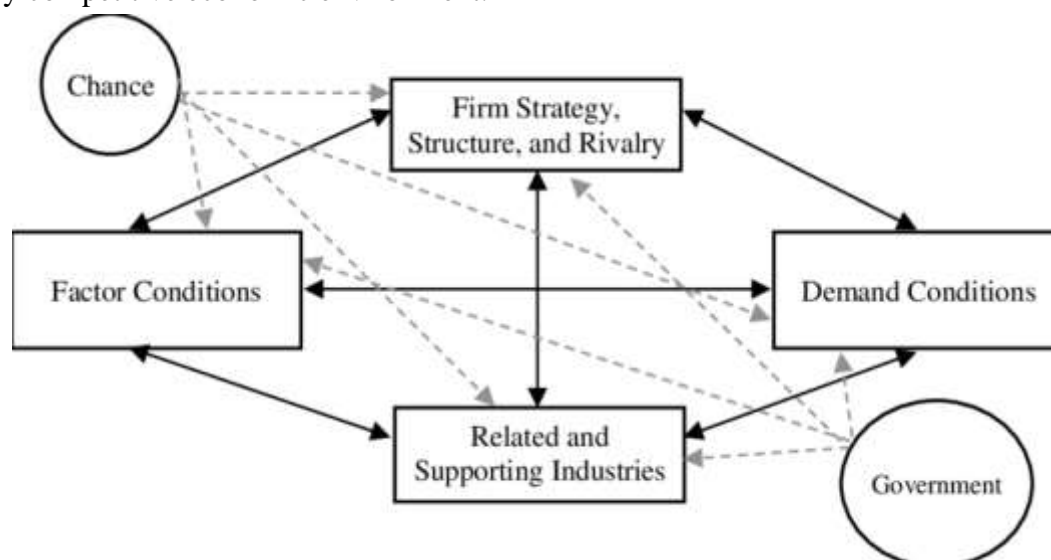 Chance
Firm Strategy,
Structure, and Rivalry
Factor Conditions
Demand Conditions
Related and
Supporting Industries
Government